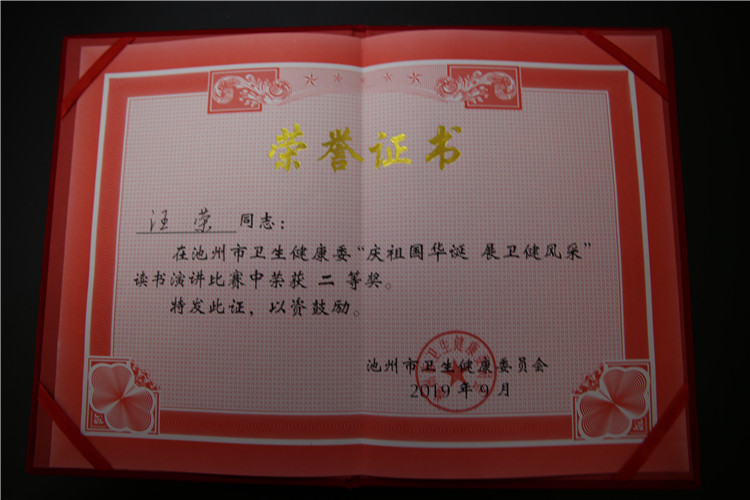 荣誉证书
汪荣 同志：
在池州市卫生健康委“庆祖国华诞 展卫健风采”
读书演讲比赛中荣获 二 等奖。
特发此证，以资鼓励。
池州市卫生健康委员会
2019年9月